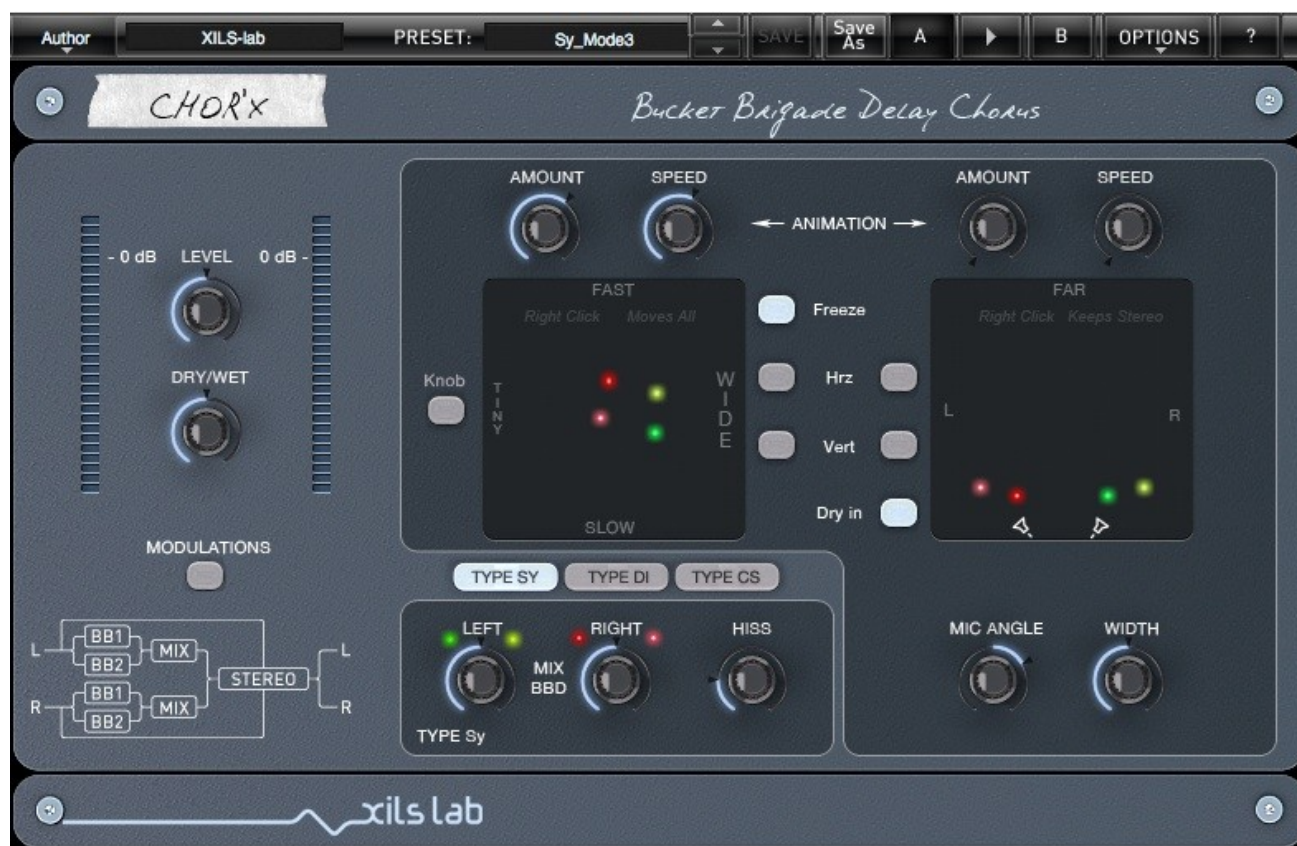 Author XILS-lab PRESET: Sy_Mode3 SAVE Save As A B OPTIONS ?
CHOR'X Bucket Brigade Delay Chorus
AMOUNT SPEED AMOUNT SPEED
← ANIMATION →
- 0 dB LEVEL 0 dB -
FAST FAR
Right Click Moves All Freeze Right Click Keeps Stereo
DRY/WET
Knob TINY WIDE Hrz
L R
Vert
Dry in
SLOW
MODULATIONS
TYPE SY TYPE DI TYPE CS
LEFT RIGHT HISS MIC ANGLE WIDTH
MIX
BBD
TYPE Sy
L BB1 MIX L
BB2
STEREO
R BB1 MIX R
BB2
xils lab